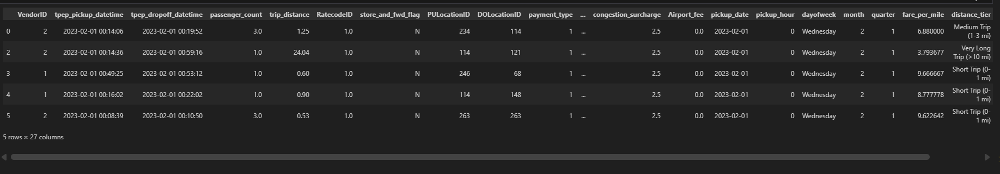 VendorID tpep_pickup_datetime tpep_dropoff_datetime passenger_count trip_distance RatecodeID store_and_fwd_flag PULocationID DOLocationID payment_type ... congestion_surcharge Airport_fee pickup_date pickup_hour dayofweek month quarter fare_per_mile distance_tier
0 2 2023-02-01 00:14:06 2023-02-01 00:19:52 3.0 1.25 1.0 N 234 114 1 ... 2.5 0.0 2023-02-01 0 Wednesday 2 1 6.880000 Medium Trip
(1-3 mi)
2 2 2023-02-01 00:14:36 2023-02-01 00:59:16 1.0 24.04 1.0 N 114 121 1 ... 2.5 0.0 2023-02-01 0 Wednesday 2 1 3.793677 Very Long
Trip (>10 mi)
3 1 2023-02-01 00:49:25 2023-02-01 00:53:12 1.0 0.60 1.0 N 246 68 1 ... 2.5 0.0 2023-02-01 0 Wednesday 2 1 9.666667 Short Trip (0-
1 mi)
4 1 2023-02-01 00:16:02 2023-02-01 00:22:02 1.0 0.90 1.0 N 114 148 1 ... 2.5 0.0 2023-02-01 0 Wednesday 2 1 8.777778 Short Trip (0-
1 mi)
5 2 2023-02-01 00:08:39 2023-02-01 00:10:50 3.0 0.53 1.0 N 263 263 1 ... 2.5 0.0 2023-02-01 0 Wednesday 2 1 9.622642 Short Trip (0-
1 mi)
5 rows × 27 columns